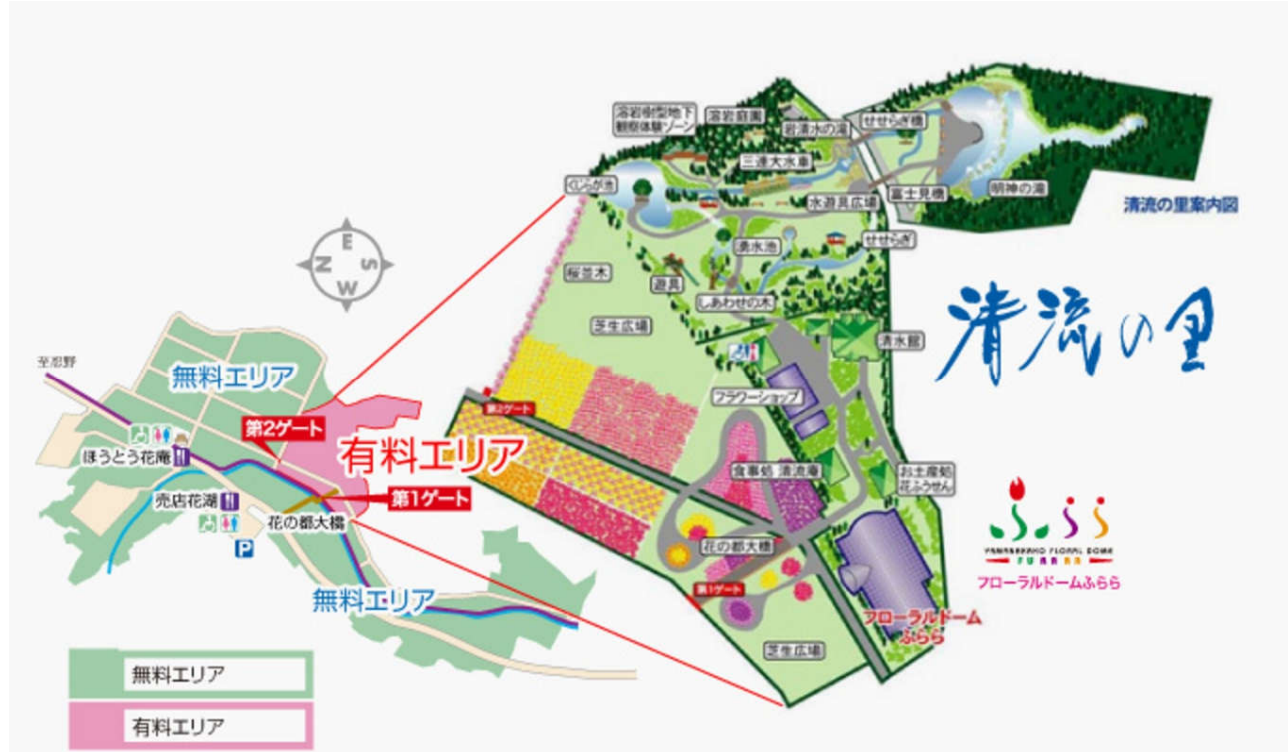 溶岩樹型地下
観察体験ゾーン
溶岩庭園
岩清水の滝
せせらぎ橋
三連大水車
くじらが池
水遊具広場
富士見橋
明神の滝
清流の里案内図
湧水池
せせらぎ
桜並木
遊具
しあわせの木
芝生広場
清水館
清流の里
フラワーショップ
第2ゲート
食事処 清流庵
お土産処
花ふうせん
花の都大橋
第1ゲート
フローラルドーム
ふらら
芝生広場
ふらら
YAMANAKAKO FLORAL DOME
FURARA
フローラルドームふらら
E
N
S
W
至忍野
無料エリア
第2ゲート
有料エリア
ほうとう花庵
売店花湖
第1ゲート
花の都大橋
P
無料エリア
無料エリア
有料エリア